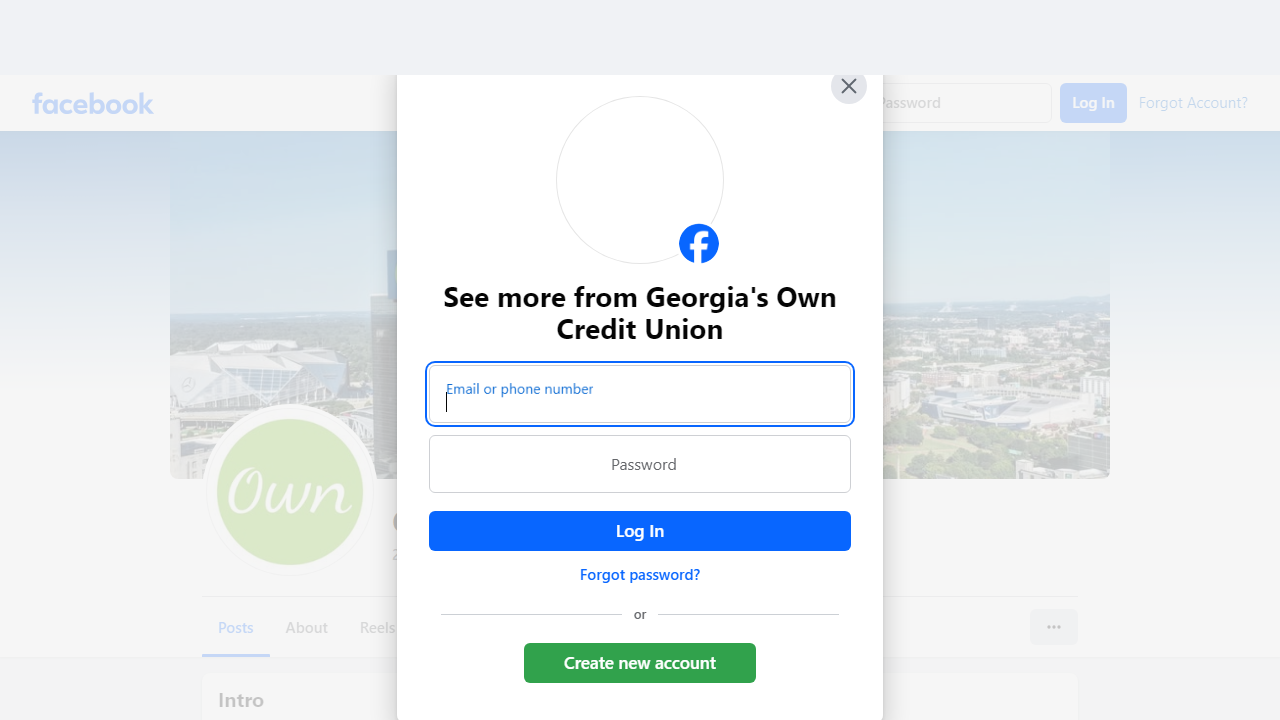 facebook
Password
Log In
Forgot Account?
See more from Georgia's Own
Credit Union
Email or phone number
Password
Log In
Forgot password?
or
Create new account
Own
Posts
About
Reels
Intro